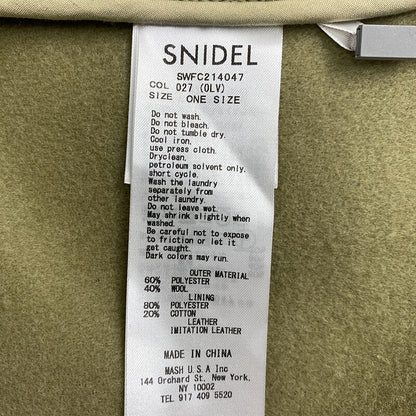 SNIDEL
SWFC214047
COL 027 (OLV)
SIZE ONE SIZE
Do not wash.
Do not bleach.
Do not tumble dry.
Cool iron,
use press cloth.
Dryclean,
petroleum solvent only.
short cycle.
Wash the laundry
separately from
other laundry.
Do not leave wet.
May shrink slightly when
washed.
Be careful not to expose
to friction or let it
get caught.
Dark colors may run.
OUTER MATERIAL
60% POLYESTER
40% WOOL
LINING
80% POLYESTER
20% COTTON
LEATHER
IMITATION LEATHER
MADE IN CHINA
MASH U.S.A Inc
144 Orchard St. New York,
NY 10002
TEL 917 409 5520